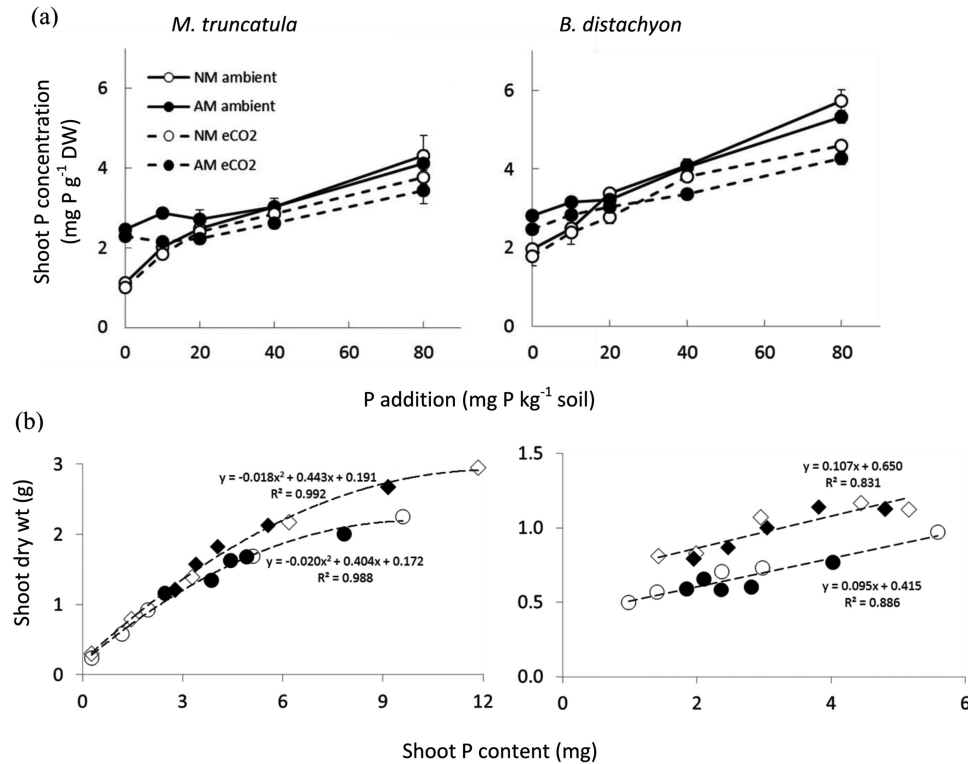 (a)
M. truncatula
B. distachyon
Shoot P concentration
(mg P g⁻¹ DW)
6
4
2
0
NM ambient
AM ambient
NM eCO2
AM eCO2
0 20 40 60 80
6
4
2
0
0 20 40 60 80
P addition (mg P kg⁻¹ soil)
(b)
Shoot dry wt (g)
3
2
1
0
y = -0.018x² + 0.443x + 0.191
R² = 0.992
y = -0.020x² + 0.404x + 0.172
R² = 0.988
0 3 6 9 12
1.5
1.0
0.5
0.0
y = 0.107x + 0.650
R² = 0.831
y = 0.095x + 0.415
R² = 0.886
0 2 4 6
Shoot P content (mg)